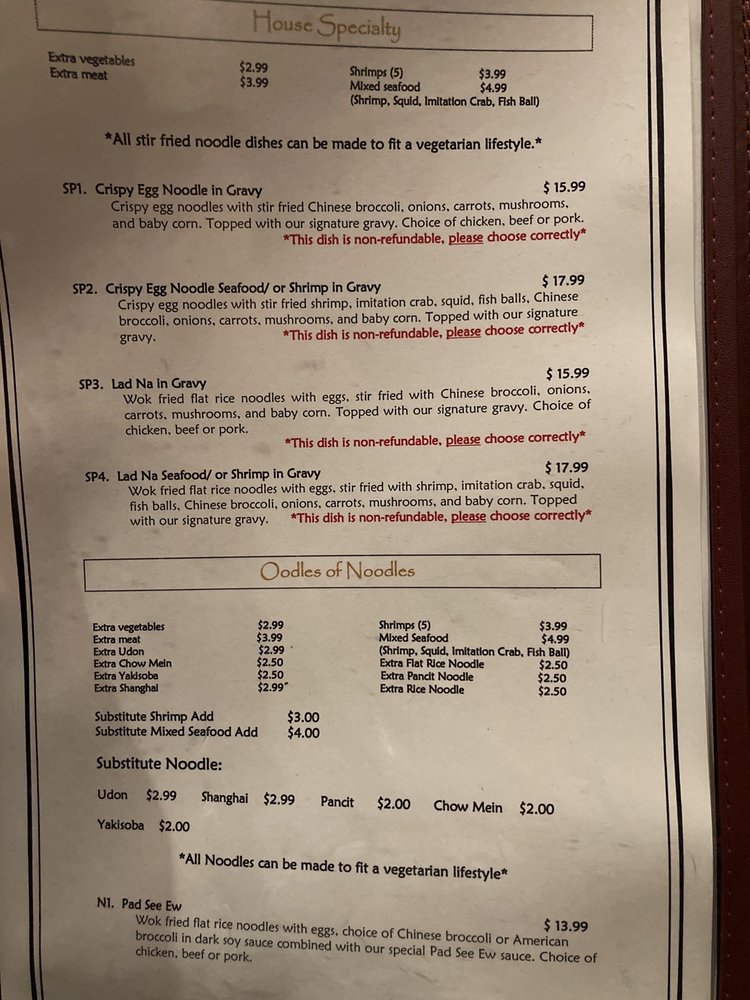 House Specialty
Extra vegetables $2.99 Shrimps (5) $3.99
Extra meat $3.99 Mixed seafood $4.99
(Shrimp, Squid, Imitation Crab, Fish Ball)
*All stir fried noodle dishes can be made to fit a vegetarian lifestyle.*
SP1. Crispy Egg Noodle in Gravy $ 15.99
Crispy egg noodles with stir fried Chinese broccoli, onions, carrots, mushrooms,
and baby corn. Topped with our signature gravy. Choice of chicken, beef or pork.
*This dish is non-refundable, please choose correctly*
SP2. Crispy Egg Noodle Seafood/ or Shrimp in Gravy $ 17.99
Crispy egg noodles with stir fried shrimp, imitation crab, squid, fish balls, Chinese
broccoli, onions, carrots, mushrooms, and baby corn. Topped with our signature
gravy. *This dish is non-refundable, please choose correctly*
SP3. Lad Na in Gravy $ 15.99
Wok fried flat rice noodles with eggs, stir fried with Chinese broccoli, onions,
carrots, mushrooms, and baby corn. Topped with our signature gravy. Choice of
chicken, beef or pork.
*This dish is non-refundable, please choose correctly*
SP4. Lad Na Seafood/ or Shrimp in Gravy $ 17.99
Wok fried flat rice noodles with eggs, stir fried with shrimp, imitation crab, squid,
fish balls, Chinese broccoli, onions, carrots, mushrooms, and baby corn. Topped
with our signature gravy. *This dish is non-refundable, please choose correctly*
Oodles of Noodles
Extra vegetables $2.99 Shrimps (5) $3.99
Extra meat $3.99 Mixed Seafood $4.99
Extra Udon $2.99 (Shrimp, Squid, Imitation Crab, Fish Ball)
Extra Chow Mein $2.50 Extra Flat Rice Noodle $2.50
Extra Yakisoba $2.50 Extra Pancit Noodle $2.50
Extra Shanghai $2.99 Extra Rice Noodle $2.50
Substitute Shrimp Add $3.00
Substitute Mixed Seafood Add $4.00
Substitute Noodle:
Udon $2.99 Shanghai $2.99 Pancit $2.00 Chow Mein $2.00
Yakisoba $2.00
*All Noodles can be made to fit a vegetarian lifestyle*
N1. Pad See Ew $ 13.99
Wok fried flat rice noodles with eggs, choice of Chinese broccoli or American
broccoli in dark soy sauce combined with our special Pad See Ew sauce. Choice of
chicken, beef or pork.